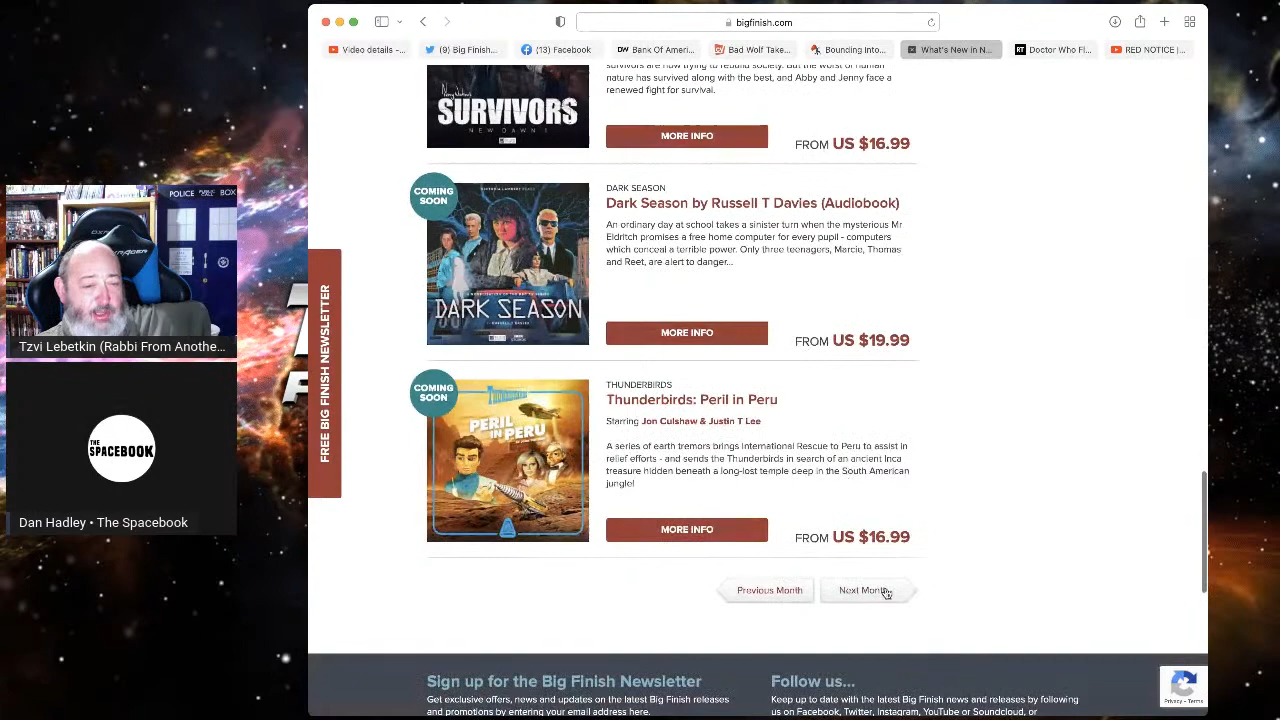 bigfinish.com
Video details -...
(9) Big Finish...
(13) Facebook
Bank Of Ameri...
Bad Wolf Take...
Bounding Into...
What's New in N...
Doctor Who Fi...
RED NOTICE |...
survivors are now trying to rebuild society. But the worst of human
nature has survived along with the best, and Abby and Jenny face a
renewed fight for survival.
SURVIVORS
NEW DAWN 1
MORE INFO
FROM US $16.99
COMING
SOON
DARK SEASON
DARK SEASON
Dark Season by Russell T Davies (Audiobook)
An ordinary day at school takes a sinister turn when the mysterious Mr
Eldritch promises a free home computer for every pupil - computers
which conceal a terrible power. Only three teenagers, Marcie, Thomas
and Reet, are alert to danger...
MORE INFO
FROM US $19.99
COMING
SOON
THUNDERBIRDS
PERIL
IN PERU
THUNDERBIRDS
Thunderbirds: Peril in Peru
Starring Jon Culshaw & Justin T Lee
A series of earth tremors brings International Rescue to Peru to assist in
relief efforts - and sends the Thunderbirds in search of an ancient Inca
treasure hidden beneath a long-lost temple deep in the South American
jungle!
MORE INFO
FROM US $16.99
Previous Month
Next Month
Sign up for the Big Finish Newsletter
Get exclusive offers, news and updates on the latest Big Finish releases
and promotions by entering your email address here.
Follow us...
Keep up to date with the latest Big Finish news and releases by following
us on Facebook, Twitter, Instagram, YouTube or Soundcloud, or
Privacy - Terms
FREE BIG FINISH NEWSLETTER
POLICE PUBLIC CALL BOX
Tzvi Lebetkin (Rabbi From Anothe...
THE
SPACEBOOK
Dan Hadley • The Spacebook